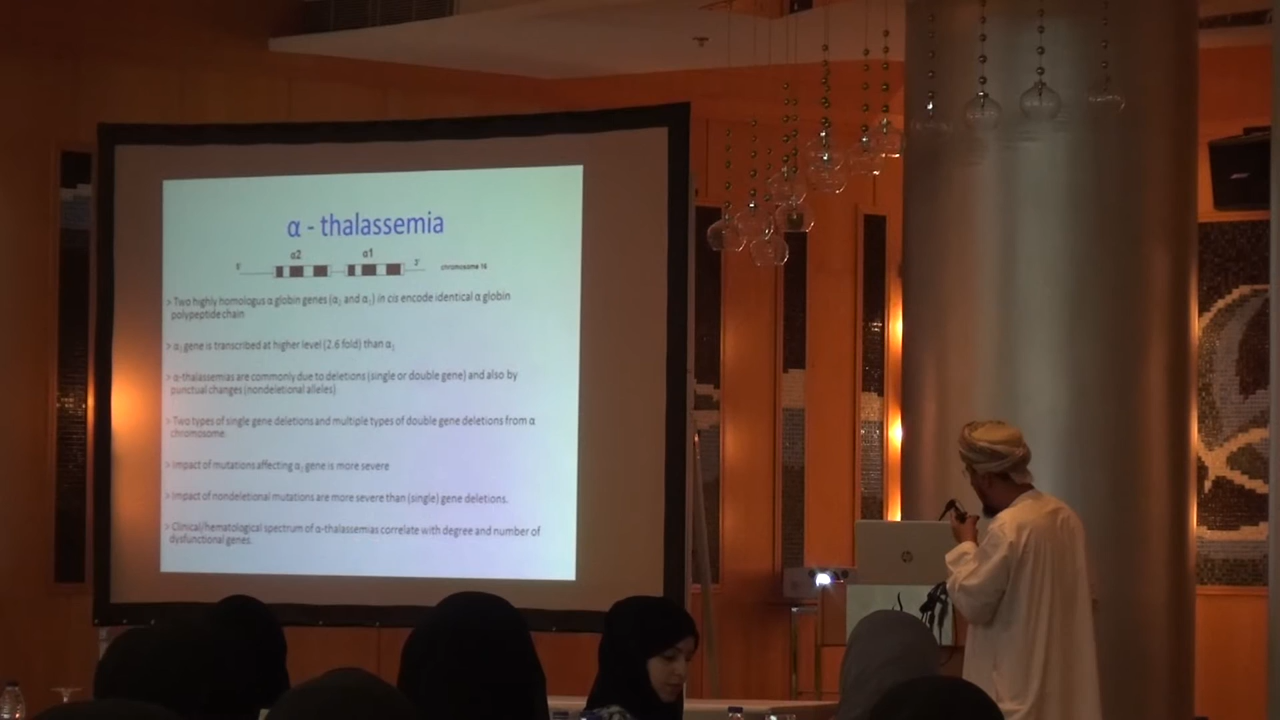 α - thalassemia
α2 α1
5' 3' chromosome 16
> Two highly homologus α globin genes (α2 and α1) in cis encode identical α globin
polypeptide chain
> α2 gene is transcribed at higher level (2.6 fold) than α1
> α-thalassemias are commonly due to deletions (single or double gene) and also by
punctual changes (nondeletional alleles)
> Two types of single gene deletions and multiple types of double gene deletions from α
chromosome.
> Impact of mutations affecting α2 gene is more severe
> Impact of nondeletional mutations are more severe than (single) gene deletions.
> Clinical/hematological spectrum of α-thalassemias correlate with degree and number of
dysfunctional genes.
hp